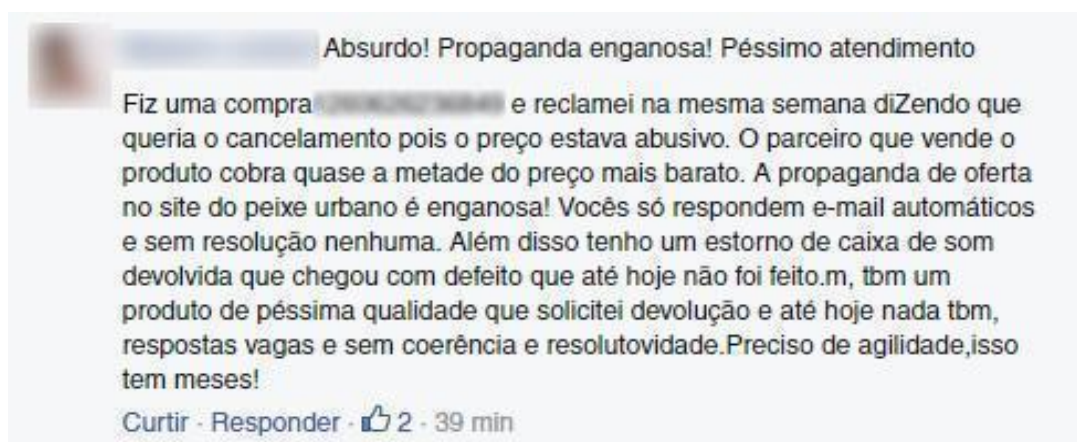 Absurdo! Propaganda enganosa! Péssimo atendimento
Fiz uma compra e reclamei na mesma semana diZendo que
queria o cancelamento pois o preço estava abusivo. O parceiro que vende o
produto cobra quase a metade do preço mais barato. A propaganda de oferta
no site do peixe urbano é enganosa! Vocês só respondem e-mail automáticos
e sem resolução nenhuma. Além disso tenho um estorno de caixa de som
devolvida que chegou com defeito que até hoje não foi feito.m, tbm um
produto de péssima qualidade que solicitei devolução e até hoje nada tbm,
respostas vagas e sem coerência e resolutovidade.Preciso de agilidade,isso
tem meses!
Curtir · Responder · 2 · 39 min